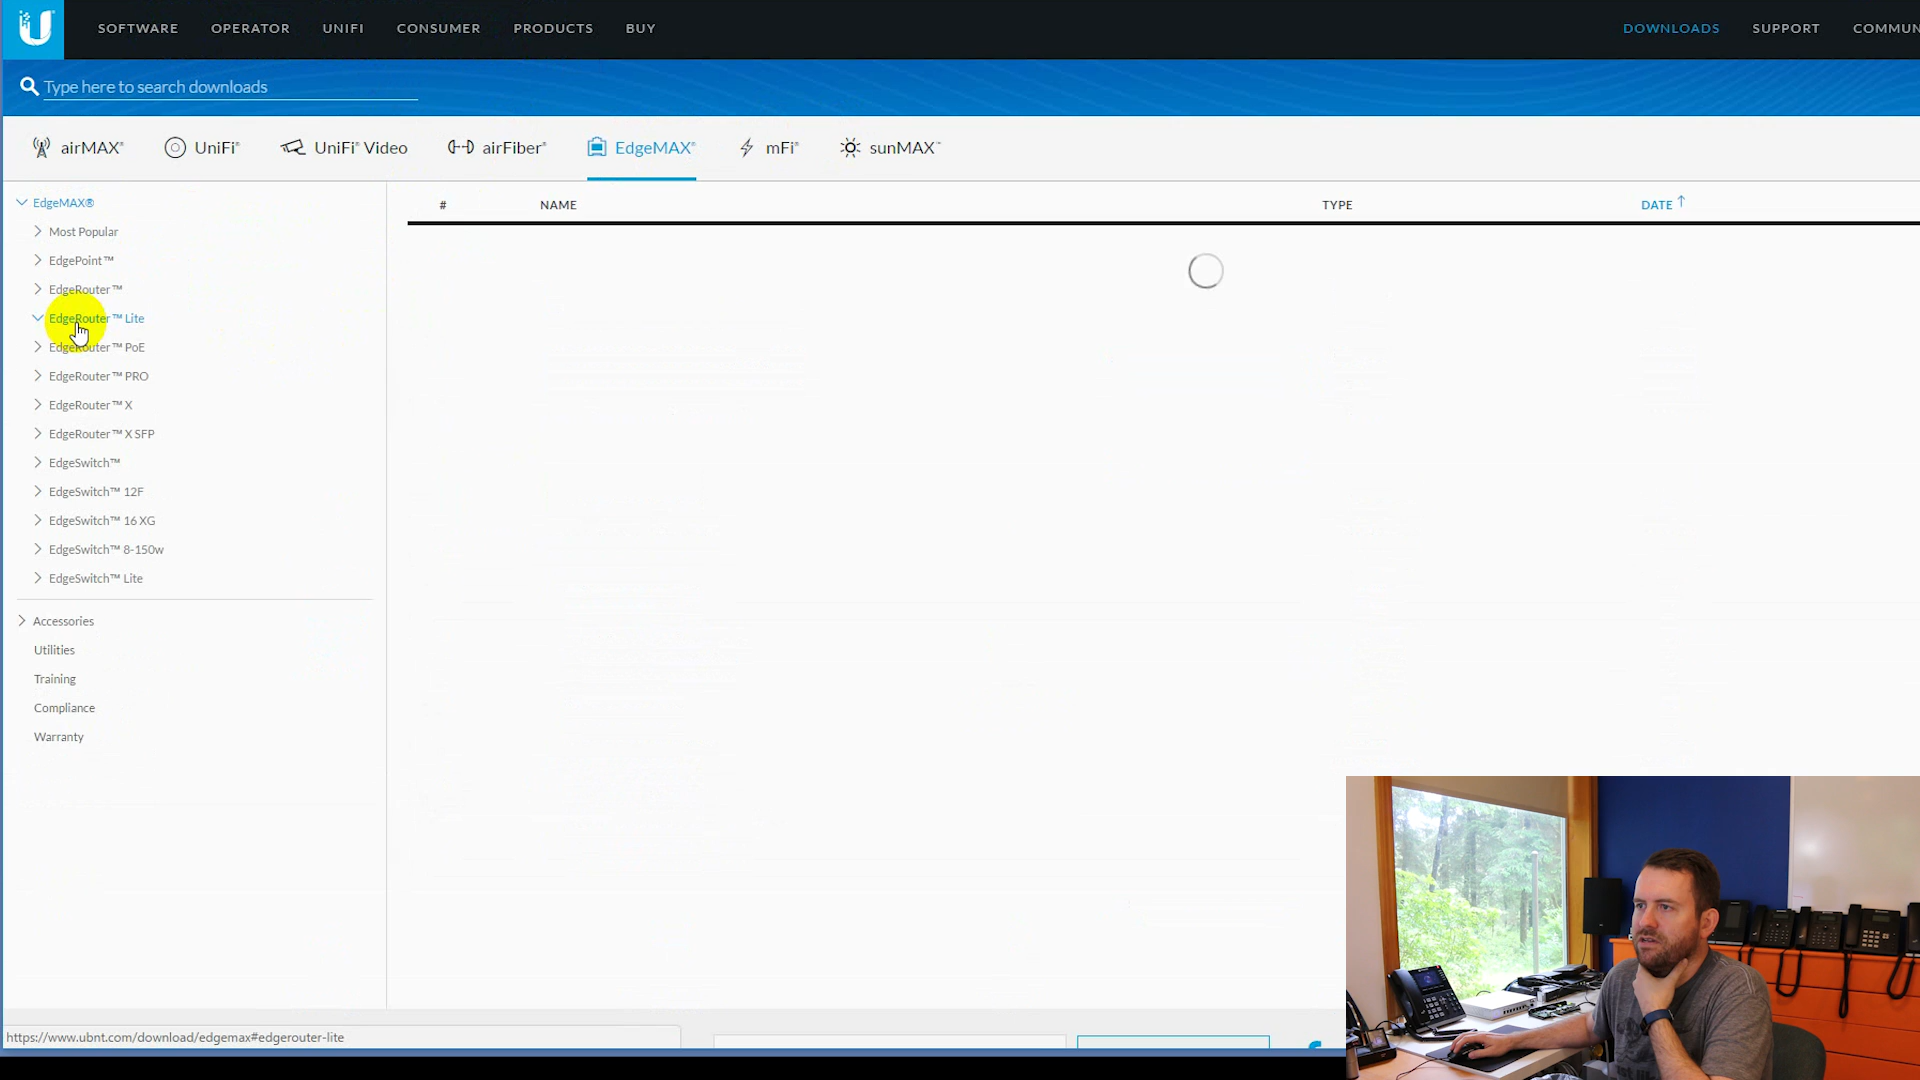 SOFTWARE OPERATOR UNIFI CONSUMER PRODUCTS BUY DOWNLOADS SUPPORT COMMUN
Type here to search downloads
airMAX® UniFi® UniFi® Video airFiber® EdgeMAX® mFi® sunMAX™
EdgeMAX®
Most Popular
EdgePoint™
EdgeRouter™
EdgeRouter™ Lite
EdgeRouter™ PoE
EdgeRouter™ PRO
EdgeRouter™ X
EdgeRouter™ X SFP
EdgeSwitch™
EdgeSwitch™ 12F
EdgeSwitch™ 16 XG
EdgeSwitch™ 8-150w
EdgeSwitch™ Lite
Accessories
Utilities
Training
Compliance
Warranty
# NAME TYPE DATE
https://www.ubnt.com/download/edgemax#edgerouter-lite